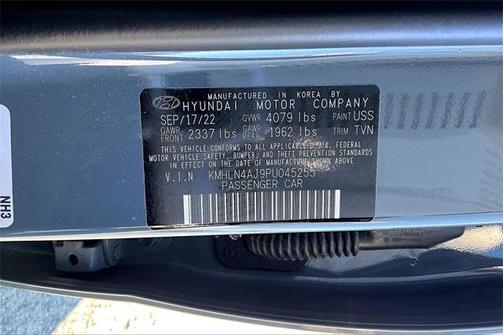 MANUFACTURED IN KOREA BY
HYUNDAI MOTOR COMPANY
SEP/17/22 GVWR 4079 lbs PAINT USS
GAWR FRONT 2337 lbs GAWR REAR 1962 lbs TRIM TVN
THIS VEHICLE CONFORMS TO ALL APPLICABLE U.S.A. FEDERAL
MOTOR VEHICLE SAFETY, BUMPER, AND THEFT PREVENTION
STANDARDS IN EFFECT ON THE DATE OF MANUFACTURE SHOWN ABOVE.
V.I.N KMHLN4AJ9PU045255
PASSENGER CAR
NH3